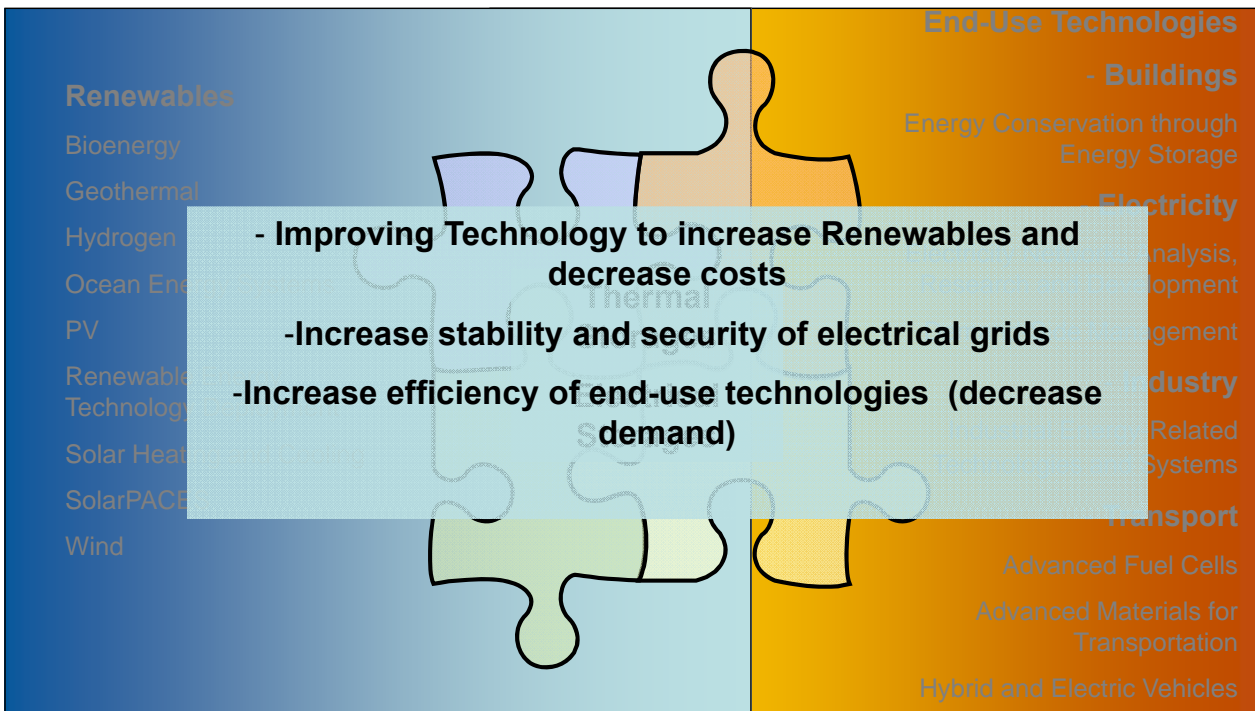 Renewables
Bioenergy
Geothermal
Hydrogen
Ocean
PV
Technology
Solar
Wind
- Improving Technology to increase Renewables and
decrease costs
Thermal
-Increase stability and security of electrical grids
-Increase efficiency of end-use technologies (decrease
Electrical
demand)
End-Use Technologies
- Buildings
Energy Conservation through
Energy Storage
Electricity
Related
Systems
Transport
Advanced Fuel Cells
Advanced Materials for
Transportation
Hybrid and Electric Vehicles